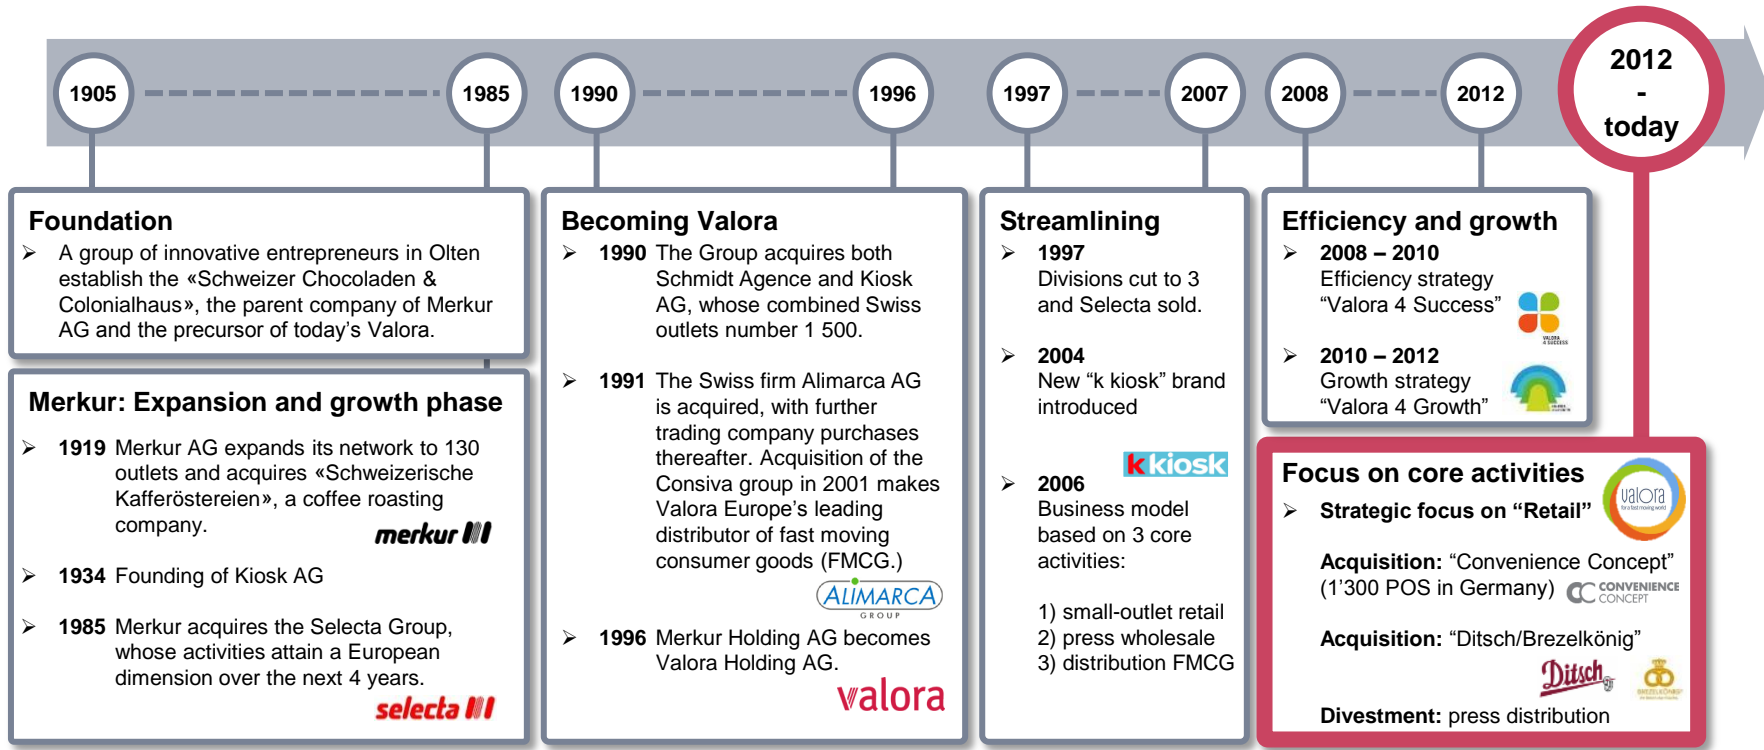 1905
1985
1990
1996
1997
2007
2008
2012
2012
-
today
Foundation
➢ A group of innovative entrepreneurs in Olten
establish the «Schweizer Chocoladen &
Colonialhaus», the parent company of Merkur
AG and the precursor of today's Valora.
Merkur: Expansion and growth phase
➢ 1919 Merkur AG expands its network to 130
outlets and acquires «Schweizerische
Kafferöstereien», a coffee roasting
company.
merkur
➢ 1934 Founding of Kiosk AG
➢ 1985 Merkur acquires the Selecta Group,
whose activities attain a European
dimension over the next 4 years.
selecta
Becoming Valora
➢ 1990 The Group acquires both
Schmidt Agence and Kiosk
AG, whose combined Swiss
outlets number 1 500.
➢ 1991 The Swiss firm Alimarca AG
is acquired, with further
trading company purchases
thereafter. Acquisition of the
Consiva group in 2001 makes
Valora Europe's leading
distributor of fast moving
consumer goods (FMCG.)
ALIMARCA
GROUP
➢ 1996 Merkur Holding AG becomes
Valora Holding AG.
valora
Streamlining
➢ 1997
Divisions cut to 3
and Selecta sold.
➢ 2004
New “k kiosk” brand
introduced
k kiosk
➢ 2006
Business model
based on 3 core
activities:
1) small-outlet retail
2) press wholesale
3) distribution FMCG
Efficiency and growth
➢ 2008 – 2010
Efficiency strategy
“Valora 4 Success”
VALORA
4 SUCCESS
➢ 2010 – 2012
Growth strategy
“Valora 4 Growth”
Focus on core activities
valora
for a fast moving world
➢ Strategic focus on “Retail”
Acquisition: “Convenience Concept”
(1'300 POS in Germany)
CC CONVENIENCE
CONCEPT
Acquisition: “Ditsch/Brezelkönig”
Ditsch
BREZELKÖNIG
Divestment: press distribution